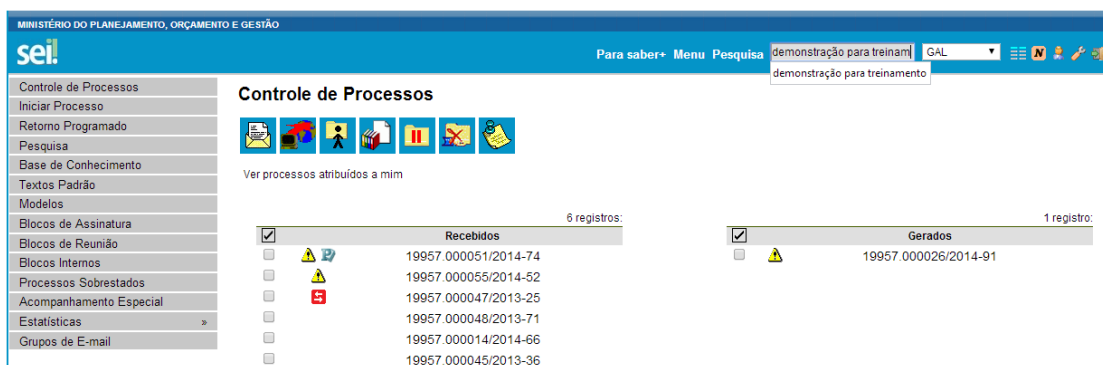 MINISTÉRIO DO PLANEJAMENTO, ORÇAMENTO E GESTÃO
sei!
Para saber+ Menu Pesquisa demonstração para treinam GAL
demonstração para treinamento
Controle de Processos
Iniciar Processo
Retorno Programado
Pesquisa
Base de Conhecimento
Textos Padrão
Modelos
Blocos de Assinatura
Blocos de Reunião
Blocos Internos
Processos Sobrestados
Acompanhamento Especial
Estatísticas »
Grupos de E-mail
Controle de Processos
Ver processos atribuídos a mim
6 registros:
Recebidos
19957.000051/2014-74
19957.000055/2014-52
19957.000047/2013-25
19957.000048/2013-71
19957.000014/2014-66
19957.000045/2013-36
1 registro:
Gerados
19957.000026/2014-91